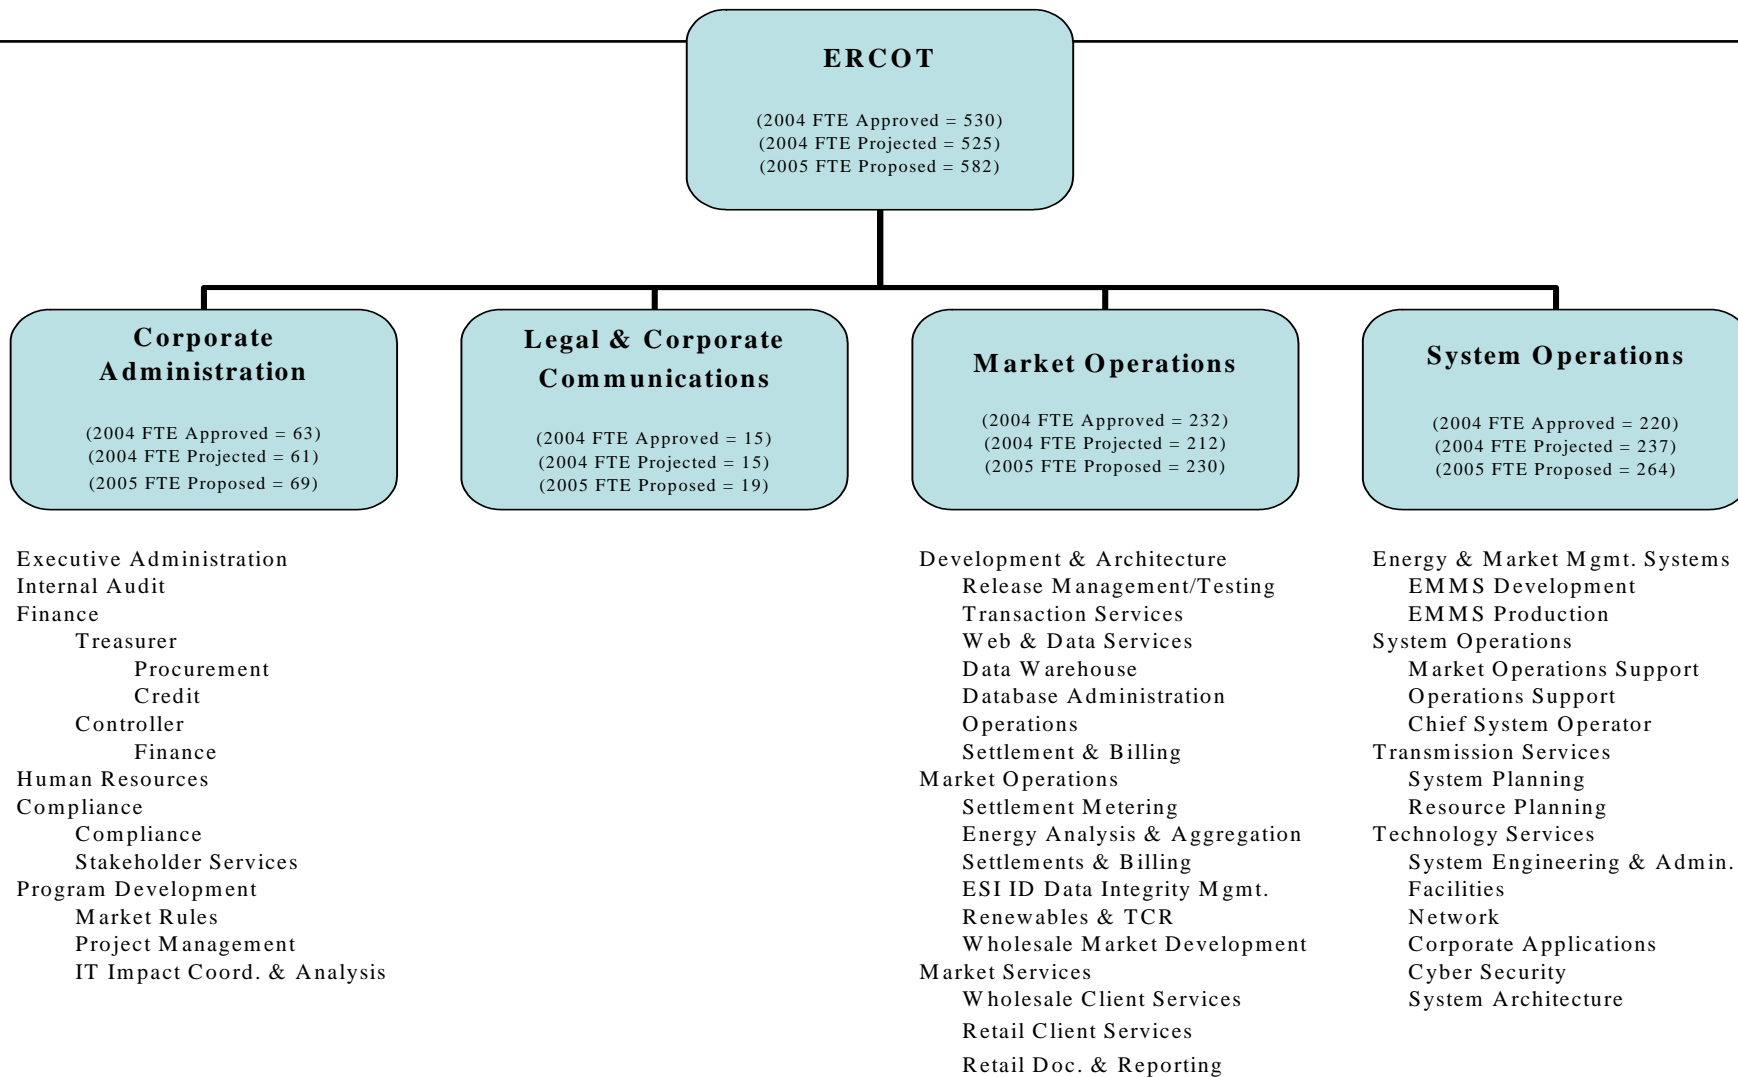 ERCOT
(2004 FTE Approved = 530)
(2004 FTE Projected = 525)
(2005 FTE Proposed = 582)
Corporate
Administration
(2004 FTE Approved = 63)
(2004 FTE Projected = 61)
(2005 FTE Proposed = 69)
Legal & Corporate
Communications
(2004 FTE Approved = 15)
(2004 FTE Projected = 15)
(2005 FTE Proposed = 19)
Market Operations
(2004 FTE Approved = 232)
(2004 FTE Projected = 212)
(2005 FTE Proposed = 230)
System Operations
(2004 FTE Approved = 220)
(2004 FTE Projected = 237)
(2005 FTE Proposed = 264)
Executive Administration
Internal Audit
Finance
Treasurer
Procurement
Credit
Controller
Finance
Human Resources
Compliance
Compliance
Stakeholder Services
Program Development
Market Rules
Project Management
IT Impact Coord. & Analysis
Development & Architecture
Release Management/Testing
Transaction Services
Web & Data Services
Data Warehouse
Database Administration
Operations
Settlement & Billing
Market Operations
Settlement Metering
Energy Analysis & Aggregation
Settlements & Billing
ESI ID Data Integrity Mgmt.
Renewables & TCR
Wholesale Market Development
Market Services
Wholesale Client Services
Retail Client Services
Retail Doc. & Reporting
Energy & Market Mgmt. Systems
EMMS Development
EMMS Production
System Operations
Market Operations Support
Operations Support
Chief System Operator
Transmission Services
System Planning
Resource Planning
Technology Services
System Engineering & Admin.
Facilities
Network
Corporate Applications
Cyber Security
System Architecture